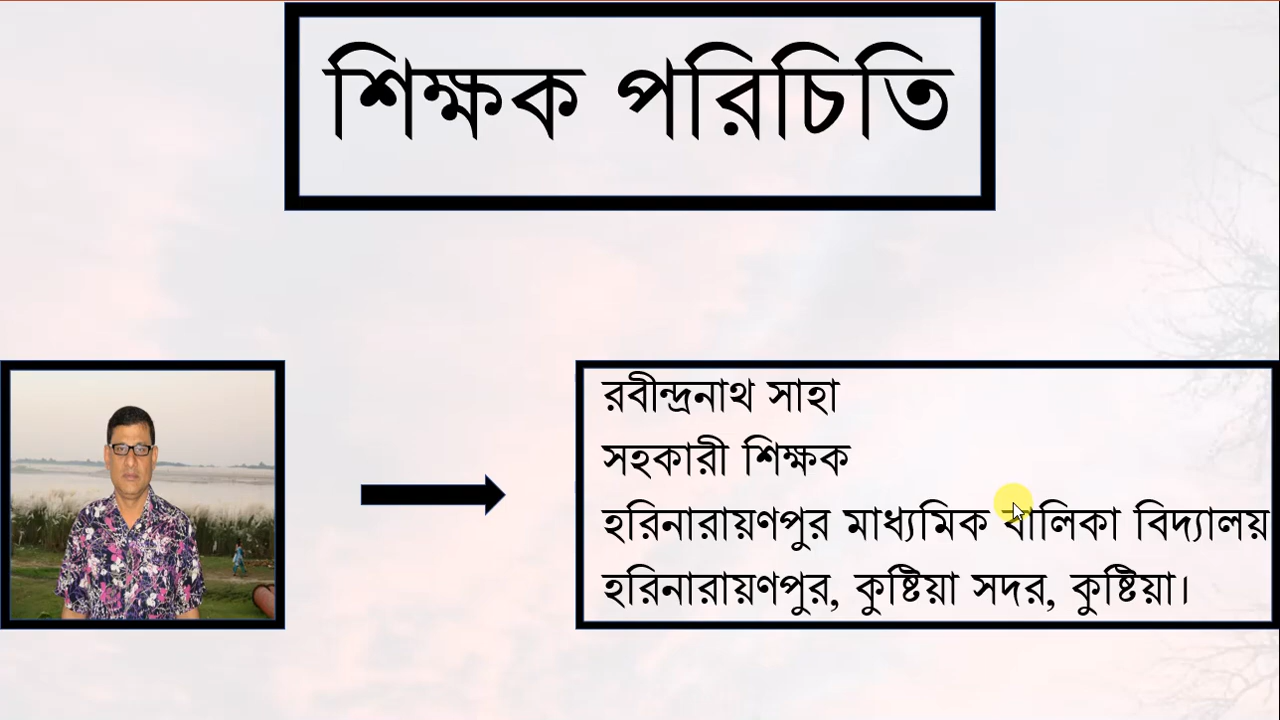 শিক্ষক পরিচিতি
রবীন্দ্রনাথ সাহা
সহকারী শিক্ষক
হরিনারায়ণপুর মাধ্যমিক বালিকা বিদ্যালয়
হরিনারায়ণপুর, কুষ্টিয়া সদর, কুষ্টিয়া।